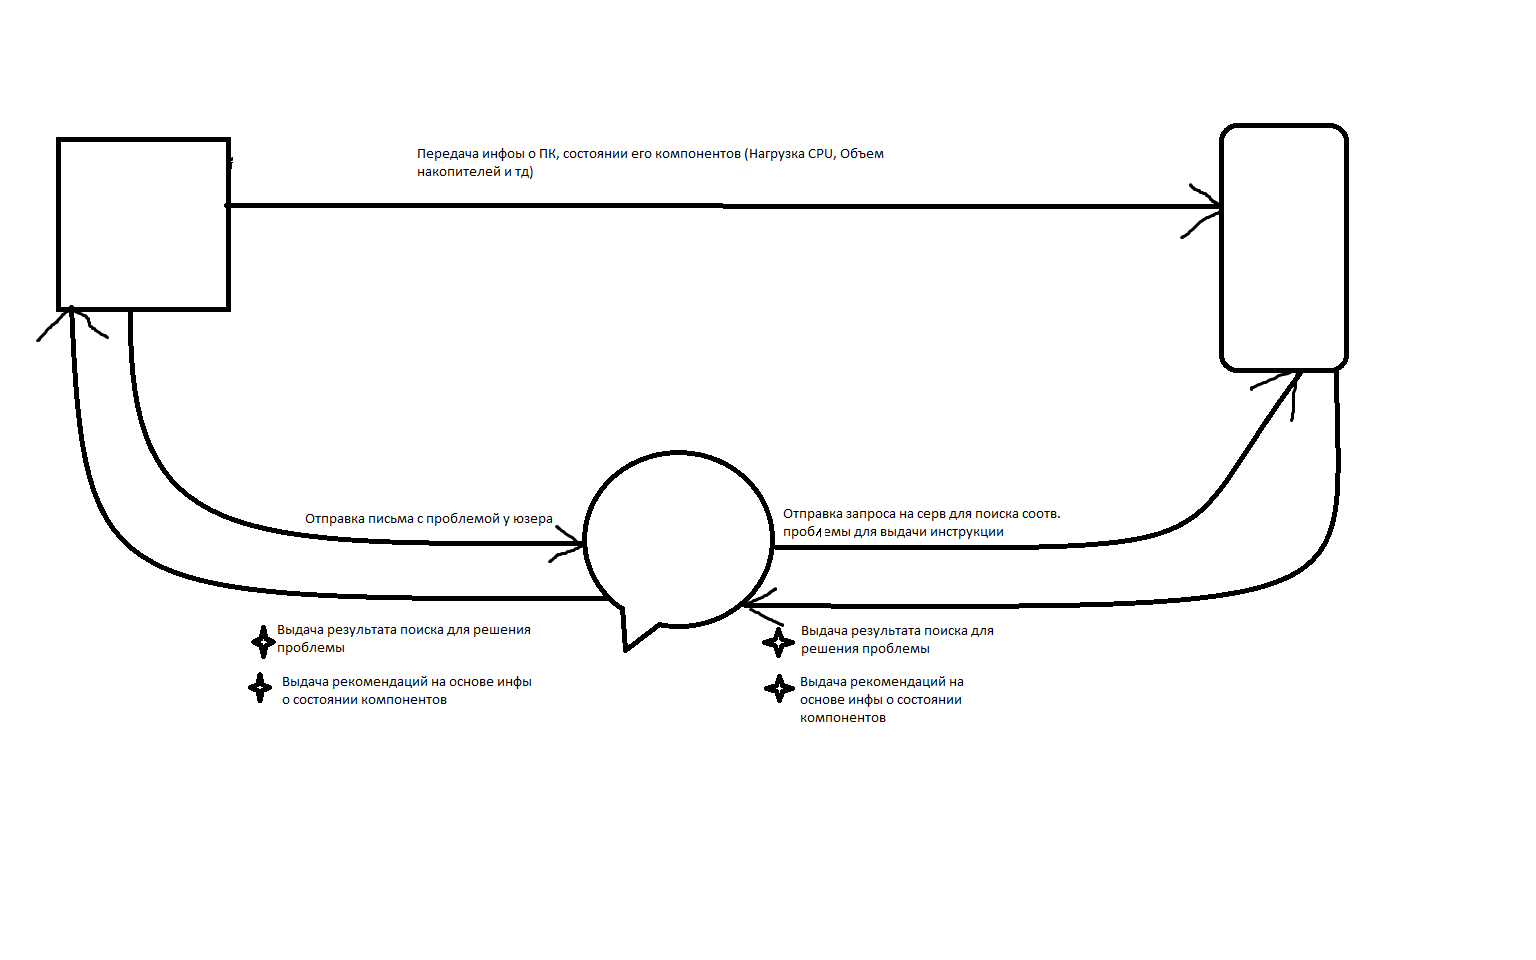 Передача инфоы о ПК, состоянии его компонентов (Нагрузка CPU, Объем
накопителей и тд)
Отправка письма с проблемой у юзера
Отправка запроса на серв для поиска соотв.
проблемы для выдачи инструкции
Выдача результата поиска для решения
проблемы
Выдача рекомендаций на основе инфы
о состоянии компонентов
Выдача результата поиска для
решения проблемы
Выдача рекомендаций на
основе инфы о состоянии
компонентов